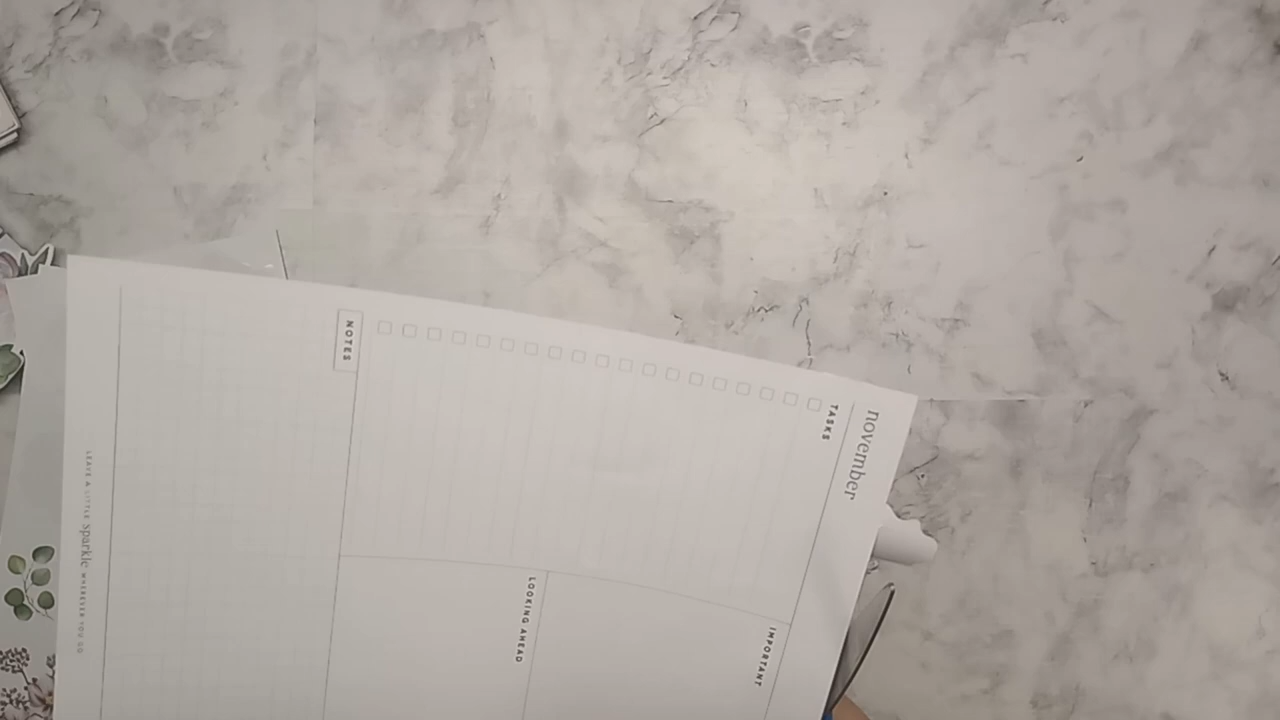 november
TASKS
IMPORTANT
LOOKING AHEAD
NOTES
LEAVE A LITTLE sparkle WHEREVER YOU GO